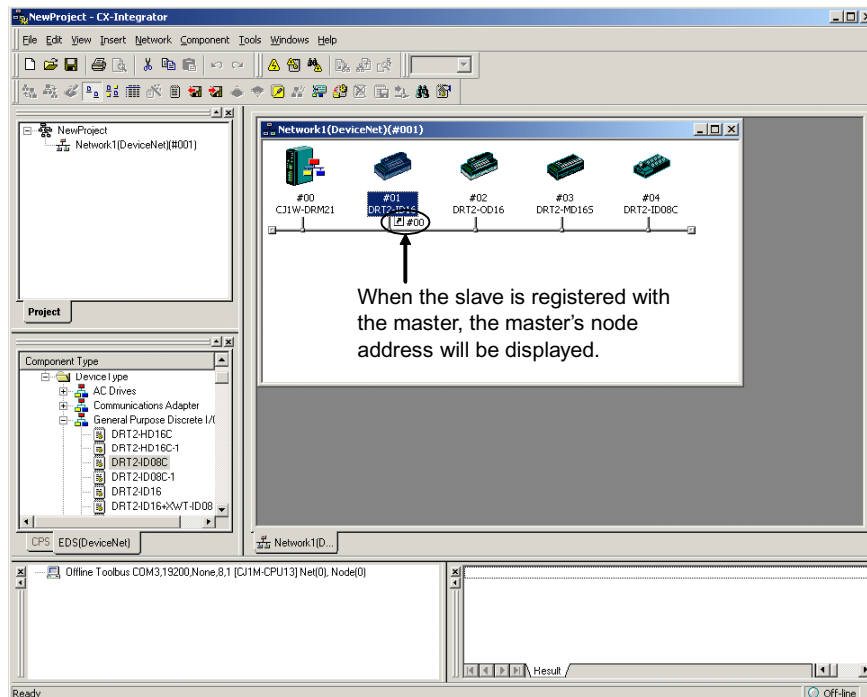 NewProject - CX-Integrator
File Edit View Insert Network Component Tools Windows Help
NewProject
Network1(DeviceNet)(#001)
Project
Network1(DeviceNet)(#001)
#00
CJ1W-DRM21
#01
DRT2-ID16
#00
#02
DRT2-OD16
#03
DRT2-MD16S
#04
DRT2-ID08C
When the slave is registered with
the master, the master's node
address will be displayed.
Component Type
DeviceType
AC Drives
Communications Adapter
General Purpose Discrete I/O
DRT2-HD16C
DRT2-HD16C-1
DRT2-ID08C
DRT2-ID08C-1
DRT2-ID16
DRT2-ID16+XWT-ID08
CPS
EDS(DeviceNet)
Network1(D...
Offline Toolbus COM3,19200,None,8,1 [CJ1M-CPU13] Net(0), Node(0)
Result
Ready
Off-line